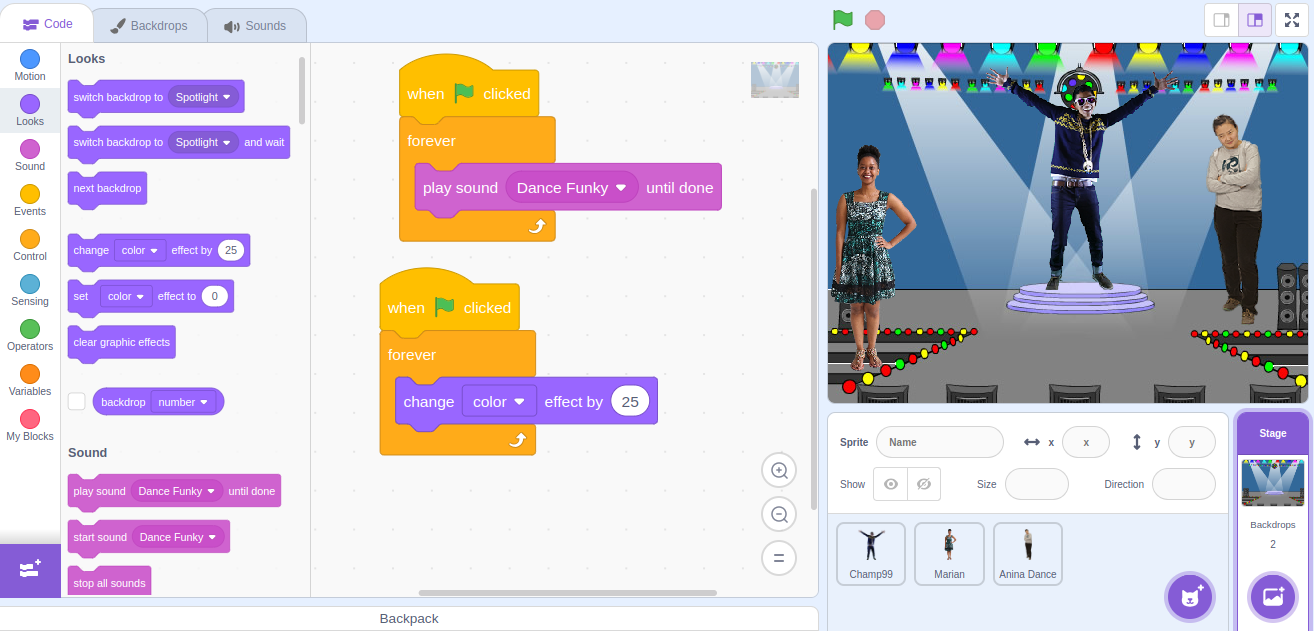 Code
Backdrops
Sounds
Motion
Looks
Sound
Events
Control
Sensing
Operators
Variables
My Blocks
Looks
switch backdrop to Spotlight
switch backdrop to Spotlight and wait
next backdrop
change color effect by 25
set color effect to 0
clear graphic effects
backdrop number
Sound
play sound Dance Funky until done
start sound Dance Funky
stop all sounds
when clicked
forever
play sound Dance Funky until done
when clicked
forever
change color effect by 25
Backpack
Sprite Name x x y y
Show Size Direction
Champ99
Marian
Anina Dance
Stage
Backdrops
2